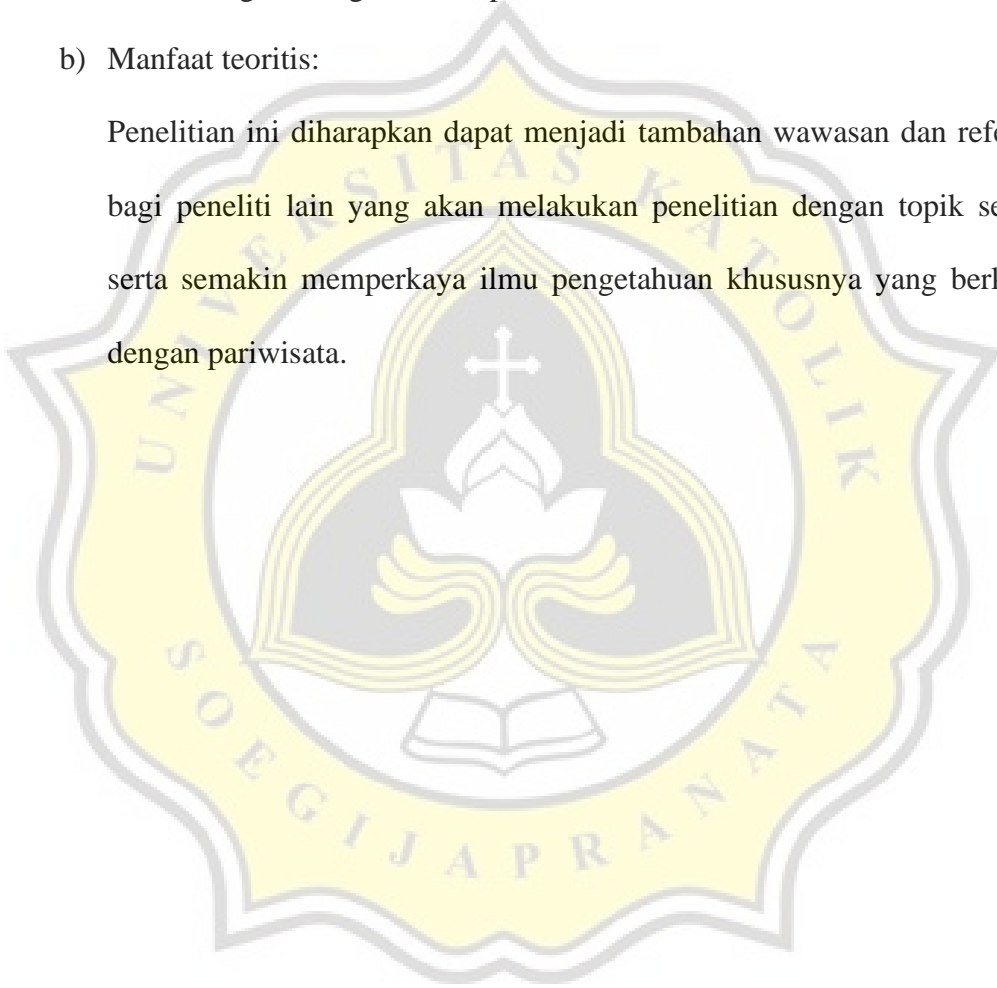 b) Manfaat teoritis:
Penelitian ini diharapkan dapat menjadi tambahan wawasan dan
bagi peneliti lain yang akan melakukan penelitian dengan topik
serta semakin memperkaya ilmu pengetahuan khususnya yang
dengan pariwisata.
UNIVERSITAS KATOLIK
SOEGIJAPRANATA